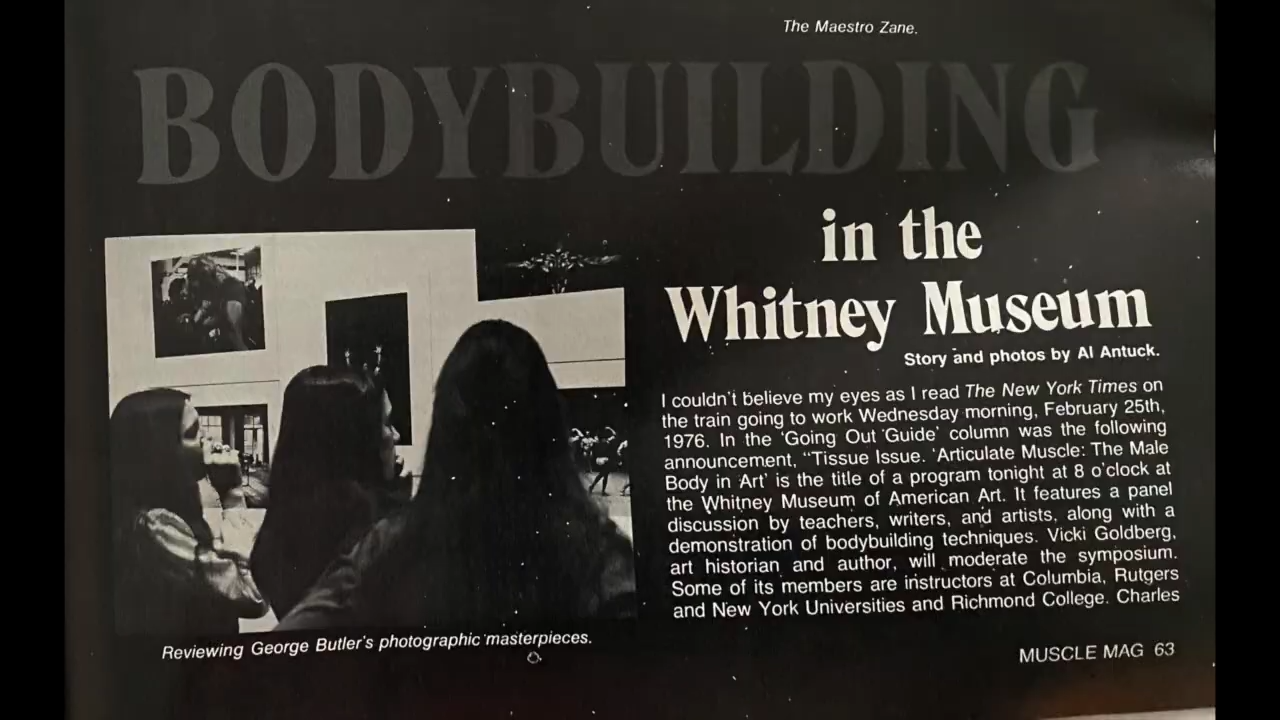 The Maestro Zane.
BODYBUILDING
in the
Whitney Museum
Story and photos by Al Antuck.
I couldn't believe my eyes as I read The New York Times on
the train going to work Wednesday morning, February 25th,
1976. In the 'Going Out Guide' column was the following
announcement, "Tissue Issue. 'Articulate Muscle: The Male
Body in Art' is the title of a program tonight at 8 o'clock at
the Whitney Museum of American Art. It features a panel
discussion by teachers, writers, and artists, along with a
demonstration of bodybuilding techniques. Vicki Goldberg,
art historian and author, will moderate the symposium.
Some of its members are instructors at Columbia, Rutgers
and New York Universities and Richmond College. Charles
Reviewing George Butler's photographic masterpieces.
MUSCLE MAG 63